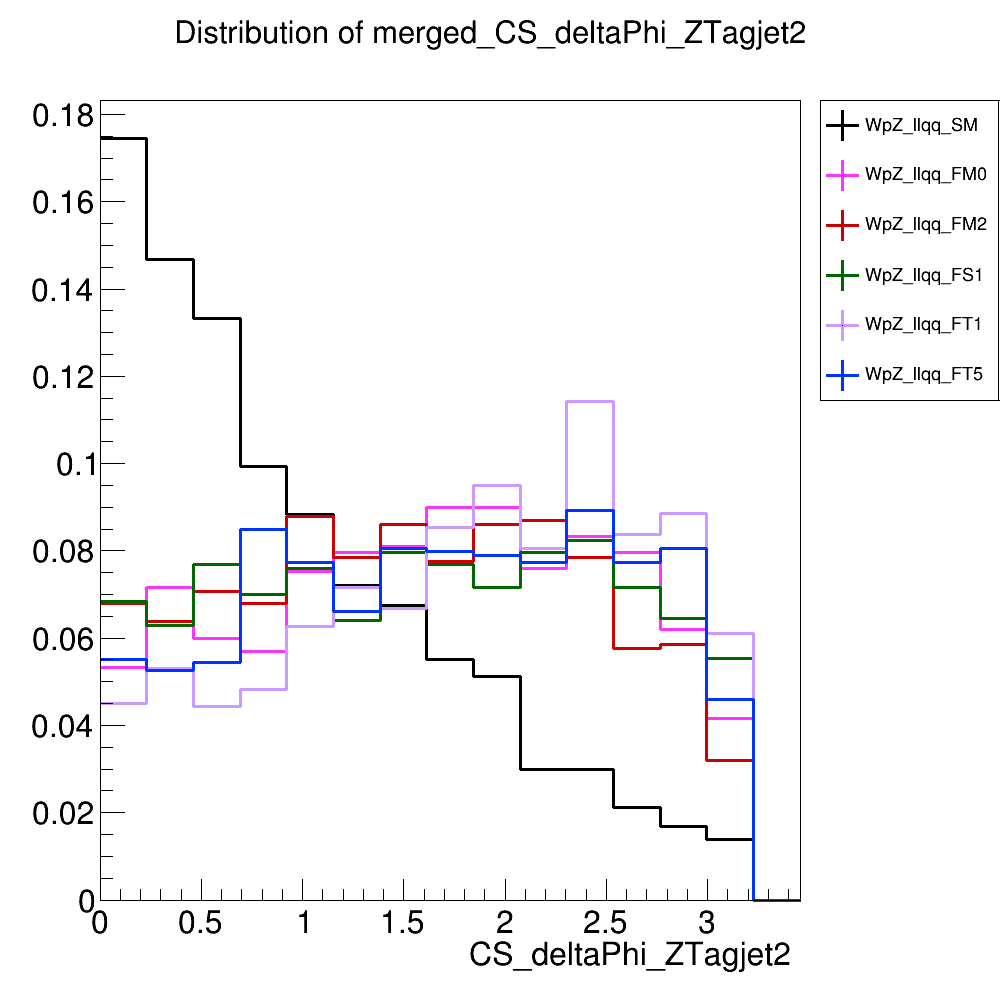 Distribution of merged_CS_deltaPhi_ZTagjet2
0.18
0.16
0.14
0.12
0.1
0.08
0.06
0.04
0.02
0
0 0.5 1 1.5 2 2.5 3
CS_deltaPhi_ZTagjet2
WpZ_llqq_SM
WpZ_llqq_FM0
WpZ_llqq_FM2
WpZ_llqq_FS1
WpZ_llqq_FT1
WpZ_llqq_FT5